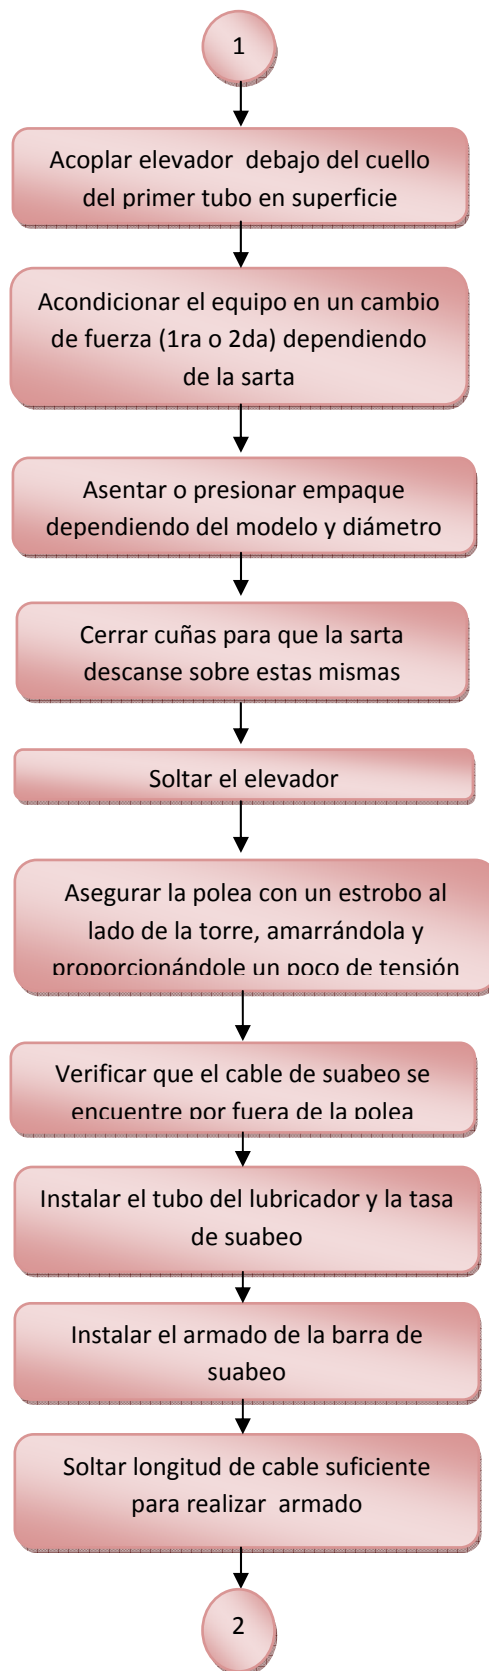 1
Acoplar elevador debajo del cuello
del primer tubo en superficie
Acondicionar el equipo en un cambio
de fuerza (1ra o 2da) dependiendo
de la sarta
Asentar o presionar empaque
dependiendo del modelo y diámetro
Cerrar cuñas para que la sarta
descanse sobre estas mismas
Soltar el elevador
Asegurar la polea con un estrobo al
lado de la torre, amarrándola y
proporcionándole un poco de tensión
Verificar que el cable de suabeo se
encuentre por fuera de la polea
Instalar el tubo del lubricador y la tasa
de suabeo
Instalar el armado de la barra de
suabeo
Soltar longitud de cable suficiente
para realizar armado
2